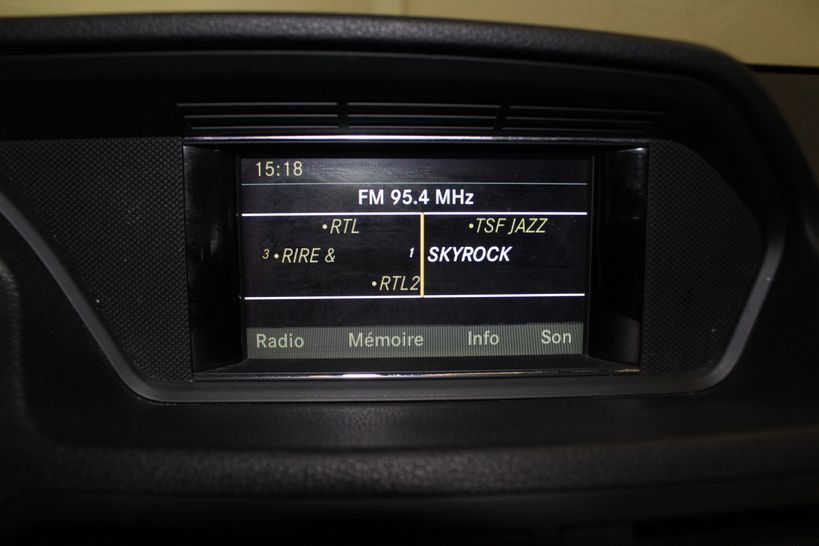 15:18
FM 95.4 MHz
•RTL •TSF JAZZ
3 •RIRE & 1 SKYROCK
•RTL2
Radio Mémoire Info Son